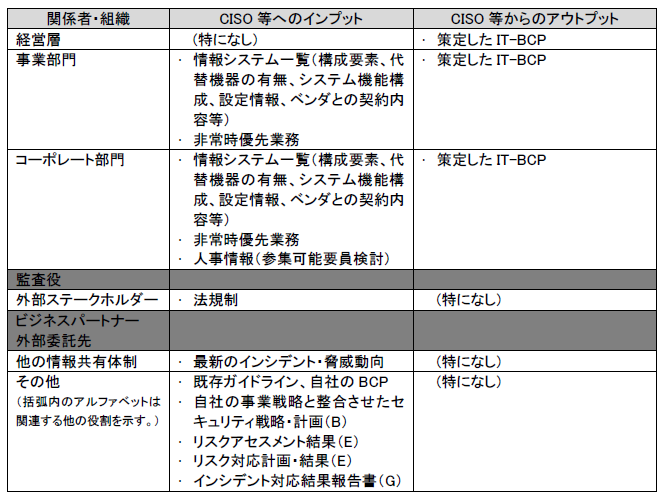 関係者・組織 CISO 等へのインプット CISO 等からのアウトプット
経営層 (特になし) ・ 策定した IT-BCP
事業部門 ・ 情報システム一覧(構成要素、代 ・ 策定した IT-BCP
替機器の有無、システム機能構
成、設定情報、ベンダとの契約内
容等)
・ 非常時優先業務
コーポレート部門 ・ 情報システム一覧(構成要素、代 ・ 策定した IT-BCP
替機器の有無、システム機能構
成、設定情報、ベンダとの契約内
容等)
・ 非常時優先業務
・ 人事情報(参集可能要員検討)
監査役
外部ステークホルダー ・ 法規制 (特になし)
ビジネスパートナー
外部委託先
他の情報共有体制 ・ 最新のインシデント・脅威動向 (特になし)
その他 ・ 既存ガイドライン、自社の BCP (特になし)
(括弧内のアルファベットは ・ 自社の事業戦略と整合させたセ
関連する他の役割を示す。) キュリティ戦略・計画(B)
・ リスクアセスメント結果(E)
・ リスク対応計画・結果(E)
・ インシデント対応結果報告書(G)